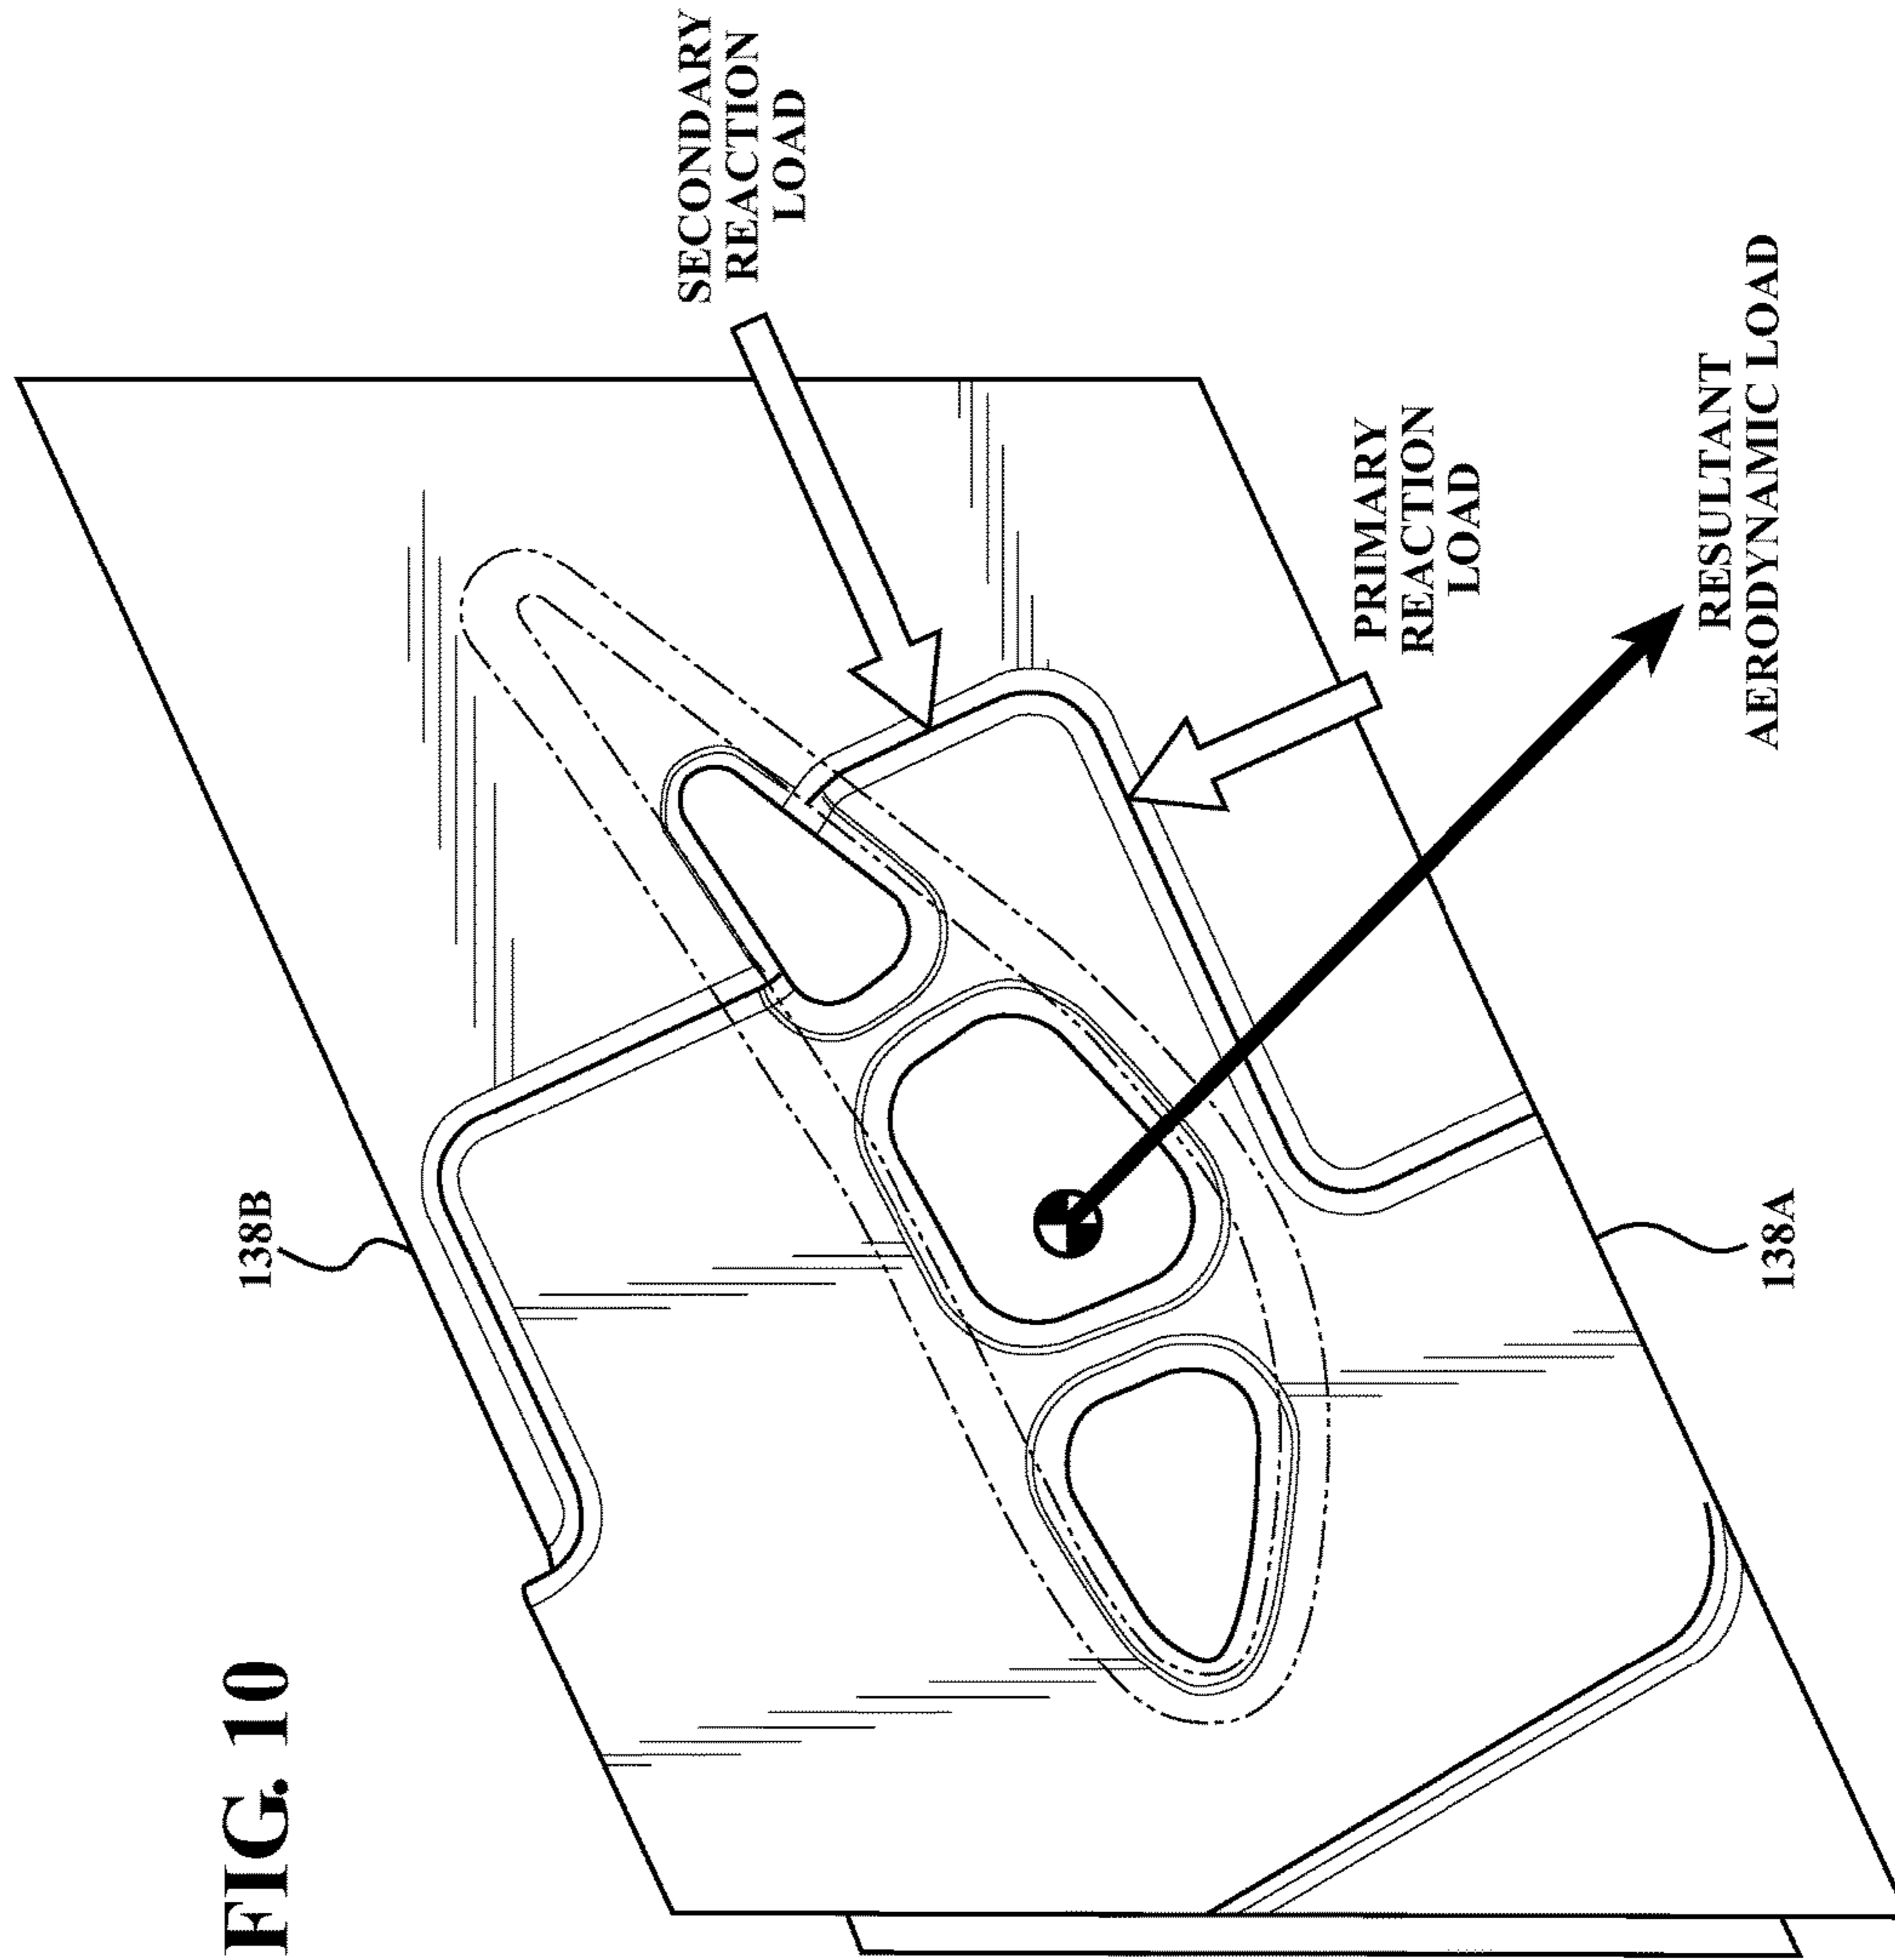 FIG. 10
138B
SECONDARY
REACTION
LOAD
PRIMARY
REACTION
LOAD
RESULTANT
AERODYNAMIC LOAD
138A